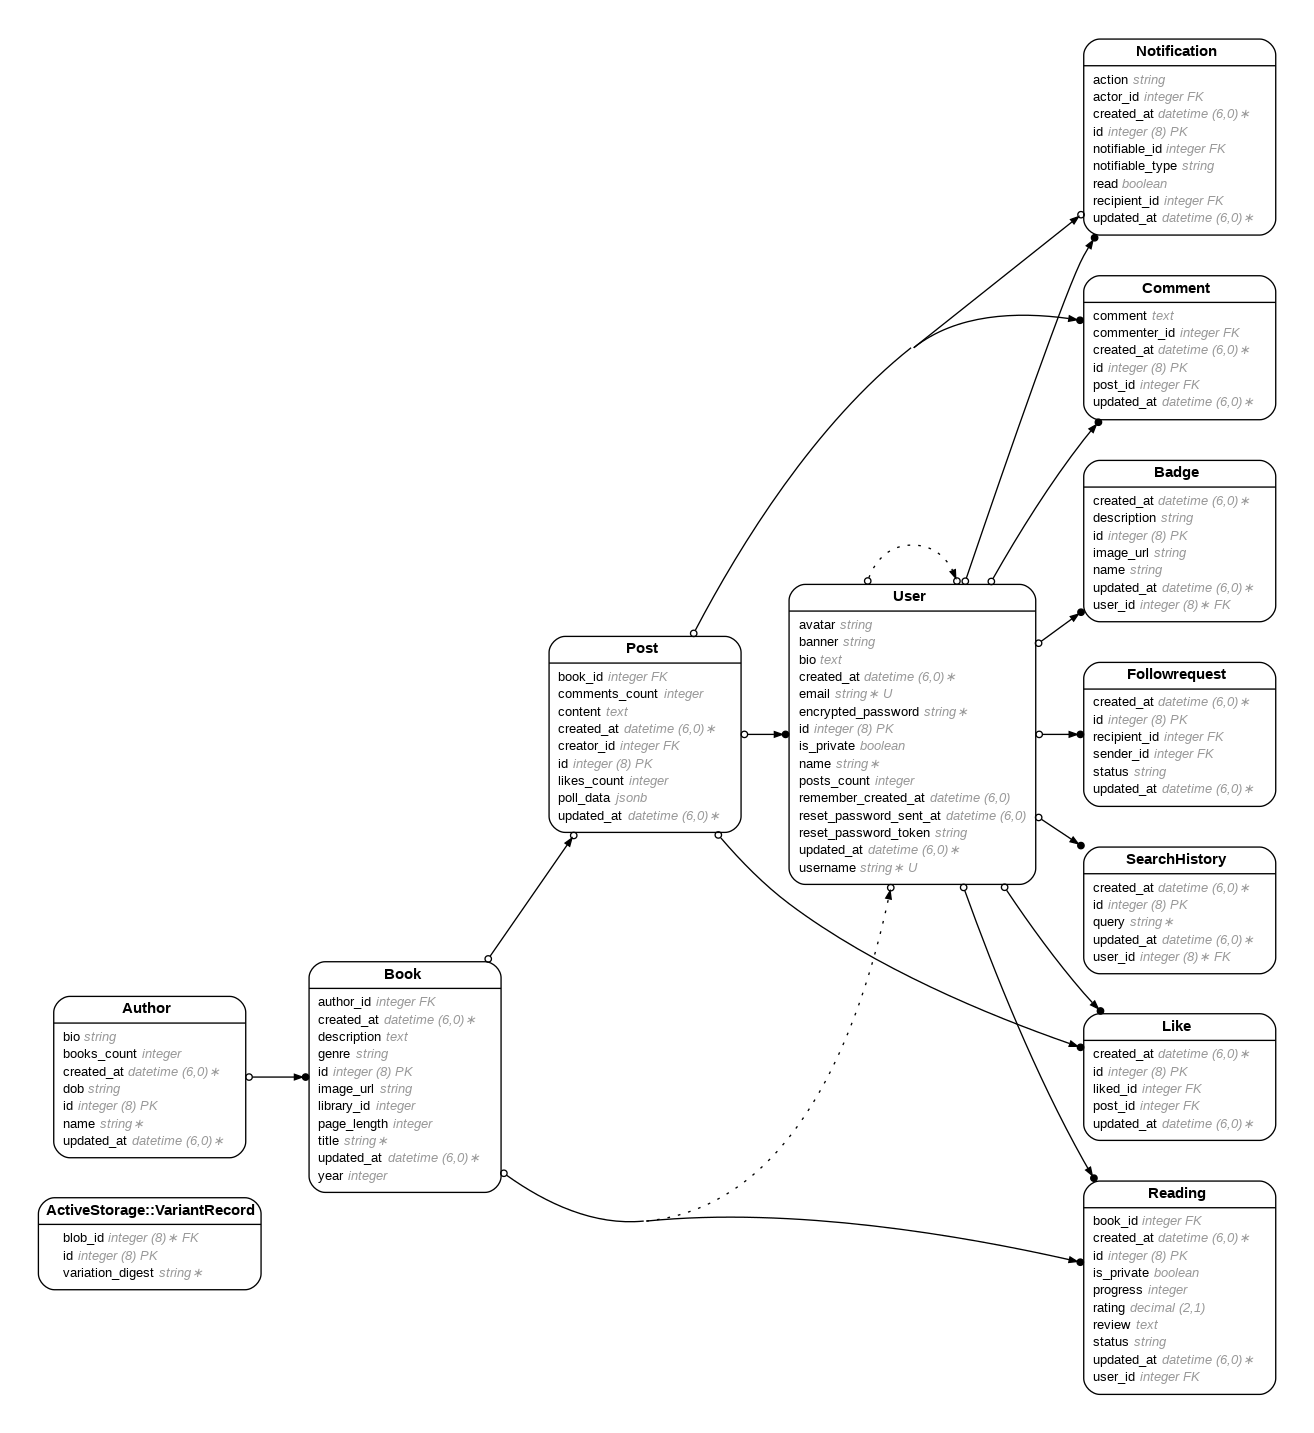 Notification
action string
actor_id integer FK
created_at datetime (6,0)∗
id integer (8) PK
notifiable_id integer FK
notifiable_type string
read boolean
recipient_id integer FK
updated_at datetime (6,0)∗
Comment
comment text
commenter_id integer FK
created_at datetime (6,0)∗
id integer (8) PK
post_id integer FK
updated_at datetime (6,0)∗
Badge
created_at datetime (6,0)∗
description string
id integer (8) PK
image_url string
name string
updated_at datetime (6,0)∗
user_id integer (8)∗ FK
User
avatar string
banner string
bio text
created_at datetime (6,0)∗
email string∗ U
encrypted_password string∗
id integer (8) PK
is_private boolean
name string∗
posts_count integer
remember_created_at datetime (6,0)
reset_password_sent_at datetime (6,0)
reset_password_token string
updated_at datetime (6,0)∗
username string∗ U
Post
book_id integer FK
comments_count integer
content text
created_at datetime (6,0)∗
creator_id integer FK
id integer (8) PK
likes_count integer
poll_data jsonb
updated_at datetime (6,0)∗
Followrequest
created_at datetime (6,0)∗
id integer (8) PK
recipient_id integer FK
sender_id integer FK
status string
updated_at datetime (6,0)∗
SearchHistory
created_at datetime (6,0)∗
id integer (8) PK
query string∗
updated_at datetime (6,0)∗
user_id integer (8)∗ FK
Book
author_id integer FK
created_at datetime (6,0)∗
description text
genre string
id integer (8) PK
image_url string
library_id integer
page_length integer
title string∗
updated_at datetime (6,0)∗
year integer
Author
bio string
books_count integer
created_at datetime (6,0)∗
dob string
id integer (8) PK
name string∗
updated_at datetime (6,0)∗
Like
created_at datetime (6,0)∗
id integer (8) PK
liked_id integer FK
post_id integer FK
updated_at datetime (6,0)∗
ActiveStorage::VariantRecord
blob_id integer (8)∗ FK
id integer (8) PK
variation_digest string∗
Reading
book_id integer FK
created_at datetime (6,0)∗
id integer (8) PK
is_private boolean
progress integer
rating decimal (2,1)
review text
status string
updated_at datetime (6,0)∗
user_id integer FK